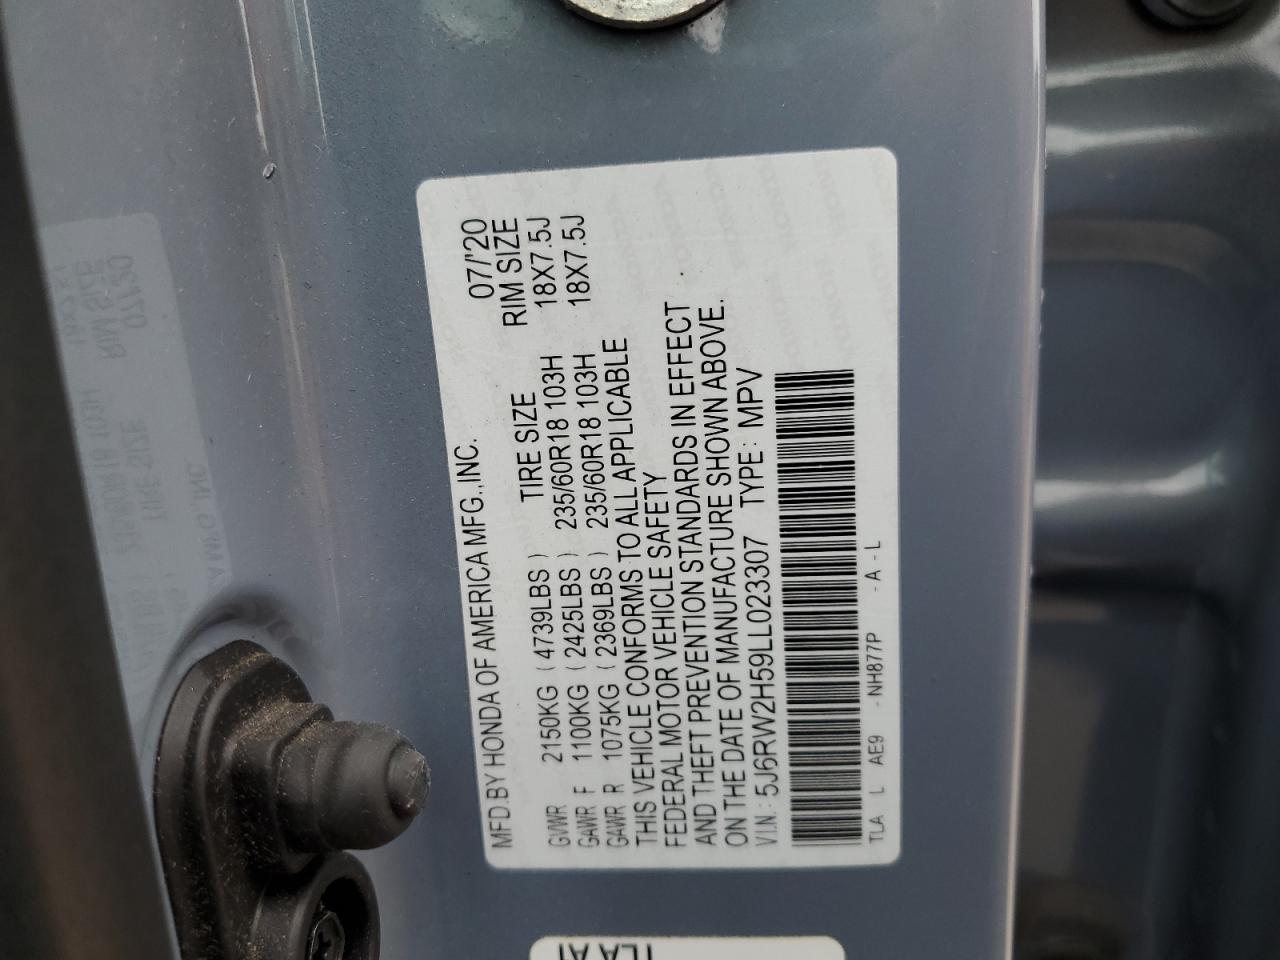 MFD.BY HONDA OF AMERICA MFG.,INC. 07/'20
TIRE SIZE RIM SIZE
GVWR 2150KG ( 4739LBS )
GAWR F 1100KG ( 2425LBS ) 235/60R18 103H 18X7.5J
GAWR R 1075KG ( 2369LBS ) 235/60R18 103H 18X7.5J
THIS VEHICLE CONFORMS TO ALL APPLICABLE
FEDERAL MOTOR VEHICLE SAFETY
AND THEFT PREVENTION STANDARDS IN EFFECT
ON THE DATE OF MANUFACTURE SHOWN ABOVE.
V.I.N.: 5J6RW2H59LL023307 TYPE : MPV
TLA L AE9 -NH877P -A-L